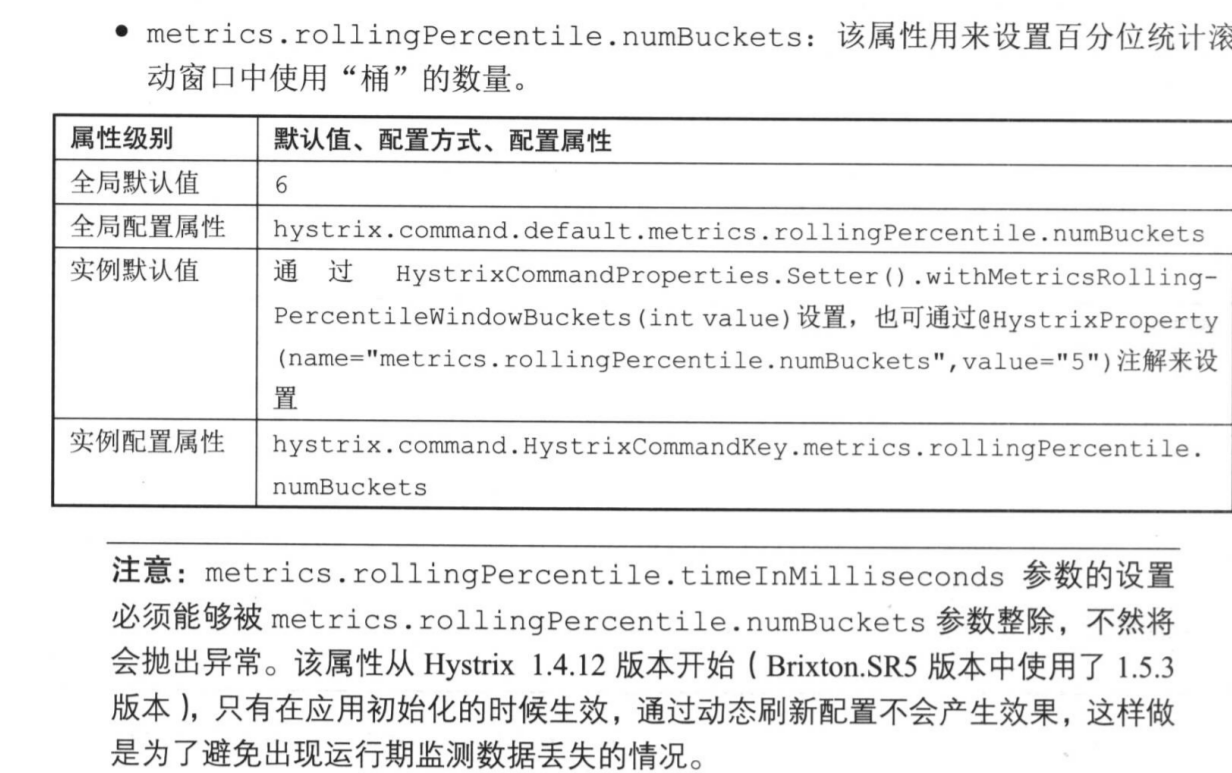 • metrics.rollingPercentile.numBuckets：该属性用来设置百分位统计滚
动窗口中使用“桶”的数量。
属性级别 默认值、配置方式、配置属性
全局默认值 6
全局配置属性 hystrix.command.default.metrics.rollingPercentile.numBuckets
实例默认值 通过 HystrixCommandProperties.Setter().withMetricsRolling-
PercentileWindowBuckets(int value)设置，也可通过@HystrixProperty
(name="metrics.rollingPercentile.numBuckets",value="5")注解来设
置
实例配置属性 hystrix.command.HystrixCommandKey.metrics.rollingPercentile.
numBuckets
注意：metrics.rollingPercentile.timeInMilliseconds 参数的设置
必须能够被 metrics.rollingPercentile.numBuckets 参数整除，不然将
会抛出异常。该属性从 Hystrix 1.4.12 版本开始（Brixton.SR5 版本中使用了 1.5.3
版本），只有在应用初始化的时候生效，通过动态刷新配置不会产生效果，这样做
是为了避免出现运行期监测数据丢失的情况。